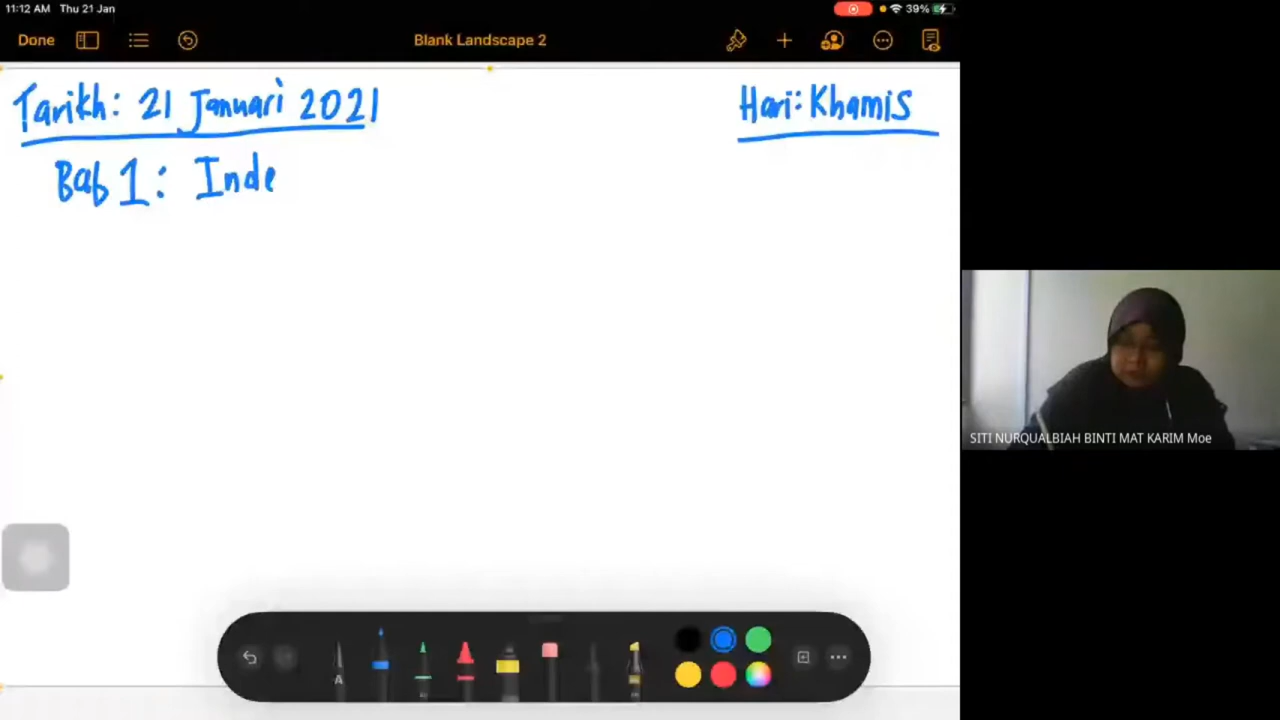 11:12 AM Thu 21 Jan
39%
Done
Blank Landscape 2
Tarikh: 21 Januari 2021
Hari: Khamis
Bab 1: Inde
SITI NURQUALBIAH BINTI MAT KARIM Moe
A